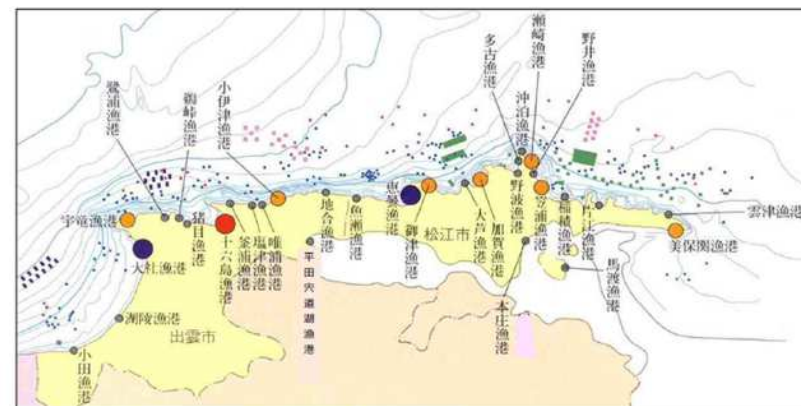 鷺浦漁港
鵜峠漁港
小伊津漁港
多古漁港
瀬崎漁港
沖泊漁港
野井漁港
宇竜漁港
猪目漁港
大社漁港
十六島漁港
釜浦漁港
塩津漁港
唯浦漁港
地合漁港
魚瀬漁港
恵曇漁港
御津漁港
松江市
大芦漁港
加賀漁港
野波漁港
笠浦漁港
稲積漁港
片江漁港
雲津漁港
美保関漁港
馬渡漁港
本庄漁港
平田宍道湖漁港
湖陵漁港
出雲市
小田漁港